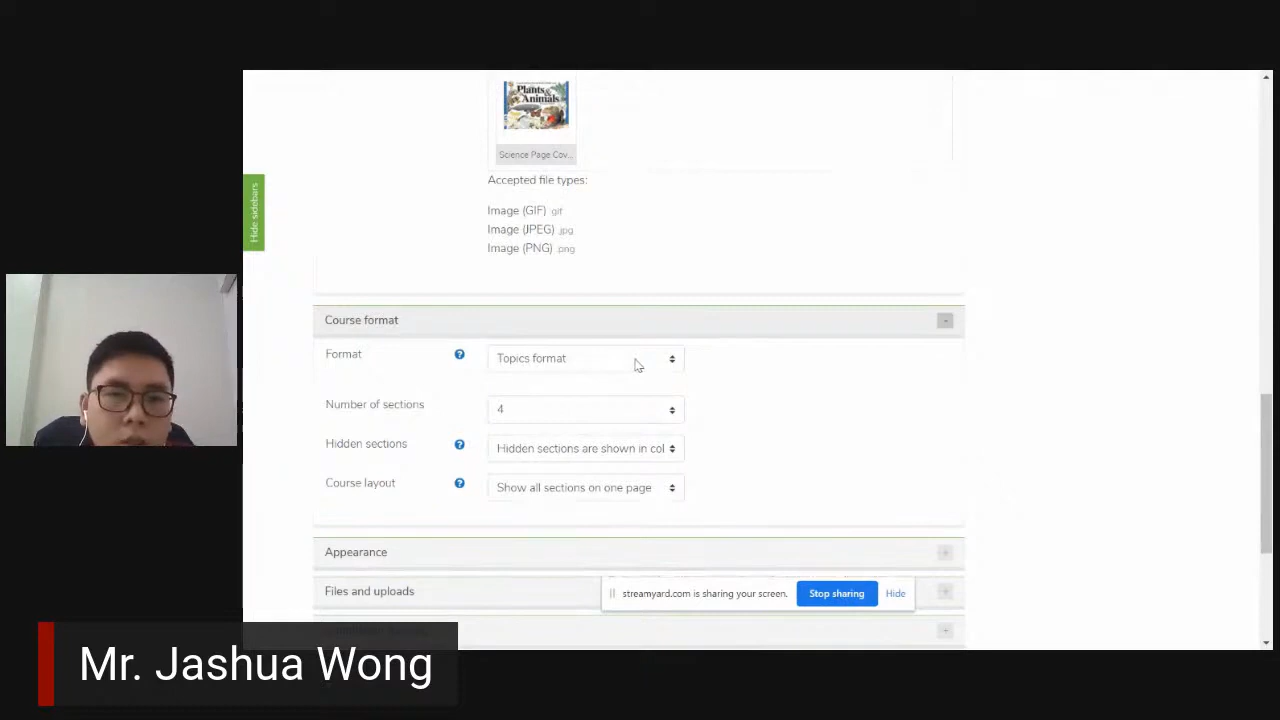 Plants &
Animals
Science Page Cov...
Accepted file types:
Image (GIF) .gif
Image (JPEG) .jpg
Image (PNG) .png
Hide sidebars
Course format
Format
Topics format
Number of sections
4
Hidden sections
Hidden sections are shown in col
Course layout
Show all sections on one page
Appearance
Files and uploads
streamyard.com is sharing your screen.
Stop sharing
Hide
Mr. Jashua Wong